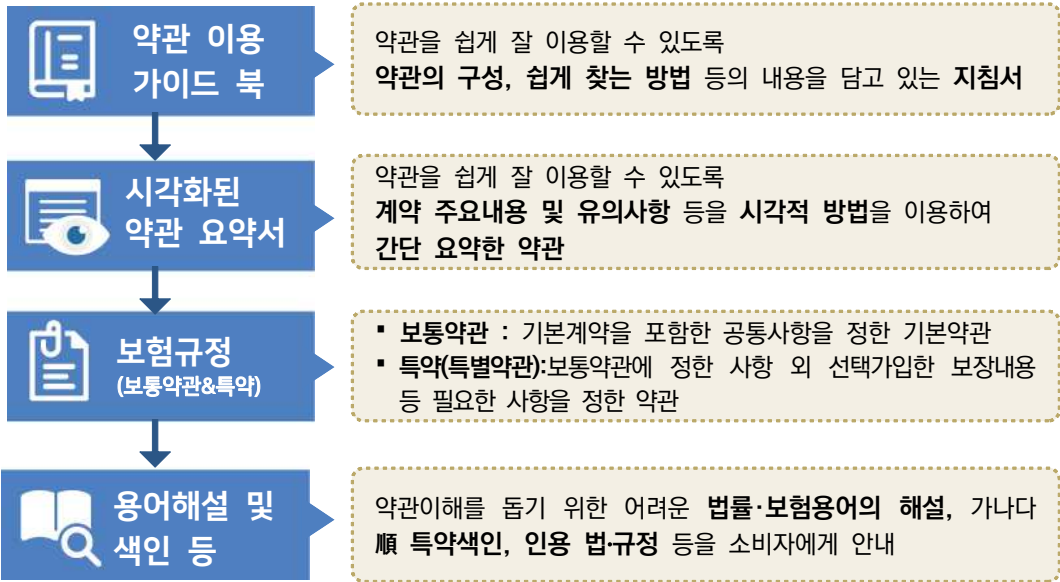 약관 이용
가이드 북
약관을 쉽게 잘 이용할 수 있도록
약관의 구성, 쉽게 찾는 방법 등의 내용을 담고 있는 지침서
시각화된
약관 요약서
약관을 쉽게 잘 이용할 수 있도록
계약 주요내용 및 유의사항 등을 시각적 방법을 이용하여
간단 요약한 약관
보험규정
(보통약관&특약)
▪ 보통약관 : 기본계약을 포함한 공통사항을 정한 기본약관
▪ 특약(특별약관):보통약관에 정한 사항 외 선택가입한 보장내용
등 필요한 사항을 정한 약관
용어해설 및
색인 등
약관이해를 돕기 위한 어려운 법률·보험용어의 해설, 가나다
順 특약색인, 인용 법·규정 등을 소비자에게 안내